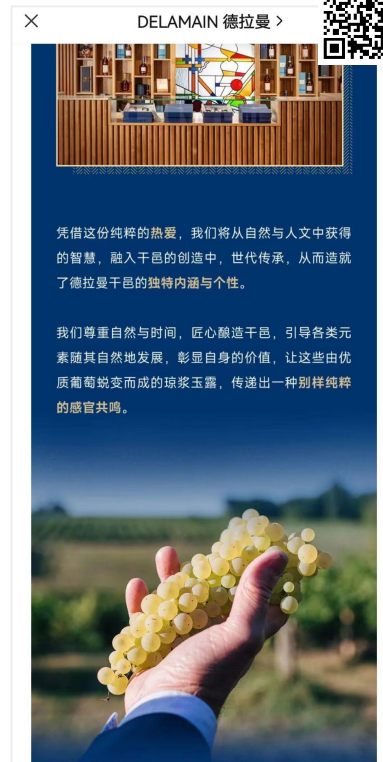 DELAMAIN 德拉曼
凭借这份纯粹的热爱，我们将从自然与人文中获得
的智慧，融入干邑的创造中，世代传承，从而造就
了德拉曼干邑的独特内涵与个性。
我们尊重自然与时间，匠心酿造干邑，引导各类元
素随其自然地发展，彰显自身的价值，让这些由优
质葡萄蜕变而成的琼浆玉露，传递出一种别样纯粹
的感官共鸣。